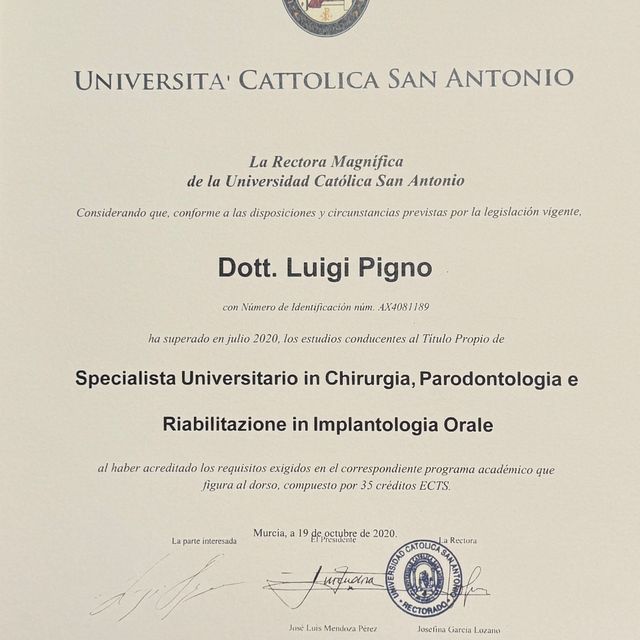 UNIVERSITA' CATTOLICA SAN ANTONIO
La Rectora Magnífica
de la Universidad Católica San Antonio
Considerando que, conforme a las disposiciones y circunstancias previstas por la legislación vigente,
Dott. Luigi Pigno
con Número de Identificación núm. AX4081189
ha superado en julio 2020, los estudios conducentes al Título Propio de
Specialista Universitario in Chirurgia, Parodontologia e
Riabilitazione in Implantologia Orale
al haber acreditado los requisitos exigidos en el correspondiente programa académico que
figura al dorso, compuesto por 35 créditos ECTS.
Murcia, a 19 de octubre de 2020.
La parte interesada El Presidente La Rectora
UNIVERSIDAD CATOLICA SAN ANTONIO
RECTORADO
José Luis Mendoza Pérez Josefina García Lozano